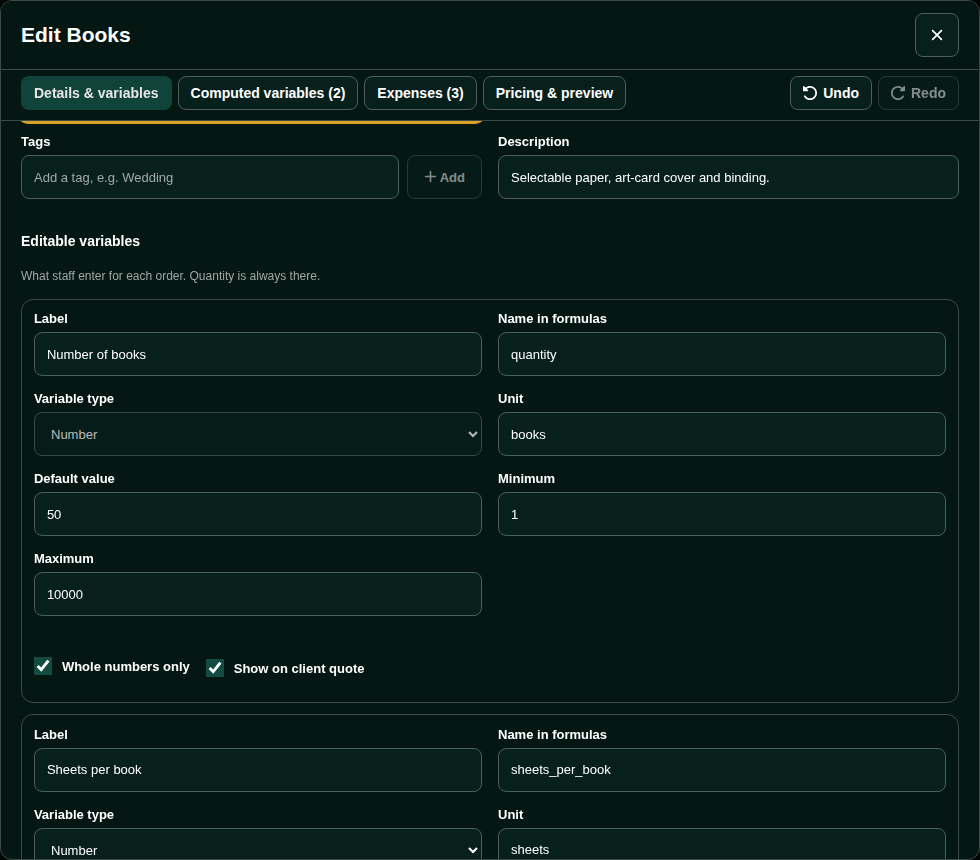 Edit Books
Details & variables
Computed variables (2)
Expenses (3)
Pricing & preview
Undo
Redo
Tags
Description
Add a tag, e.g. Wedding
Add
Selectable paper, art-card cover and binding.
Editable variables
What staff enter for each order. Quantity is always there.
Label
Name in formulas
Number of books
quantity
Variable type
Unit
Number
books
Default value
Minimum
50
1
Maximum
10000
Whole numbers only
Show on client quote
Label
Name in formulas
Sheets per book
sheets_per_book
Variable type
Unit
Number
sheets